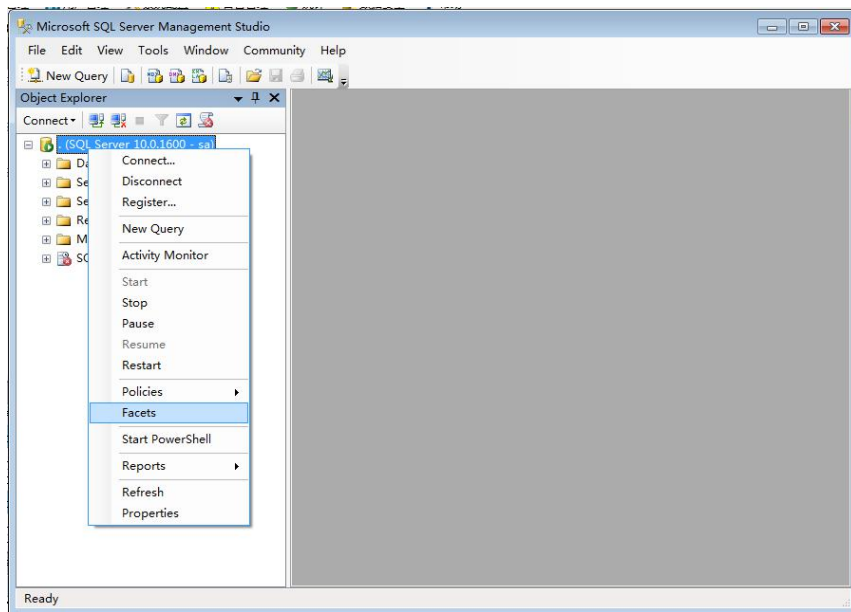 Microsoft SQL Server Management Studio
File Edit View Tools Window Community Help
New Query
Object Explorer
Connect
. (SQL Server 10.0.1600 - sa)
Connect...
Disconnect
Register...
New Query
Activity Monitor
Start
Stop
Pause
Resume
Restart
Policies
Facets
Start PowerShell
Reports
Refresh
Properties
Ready